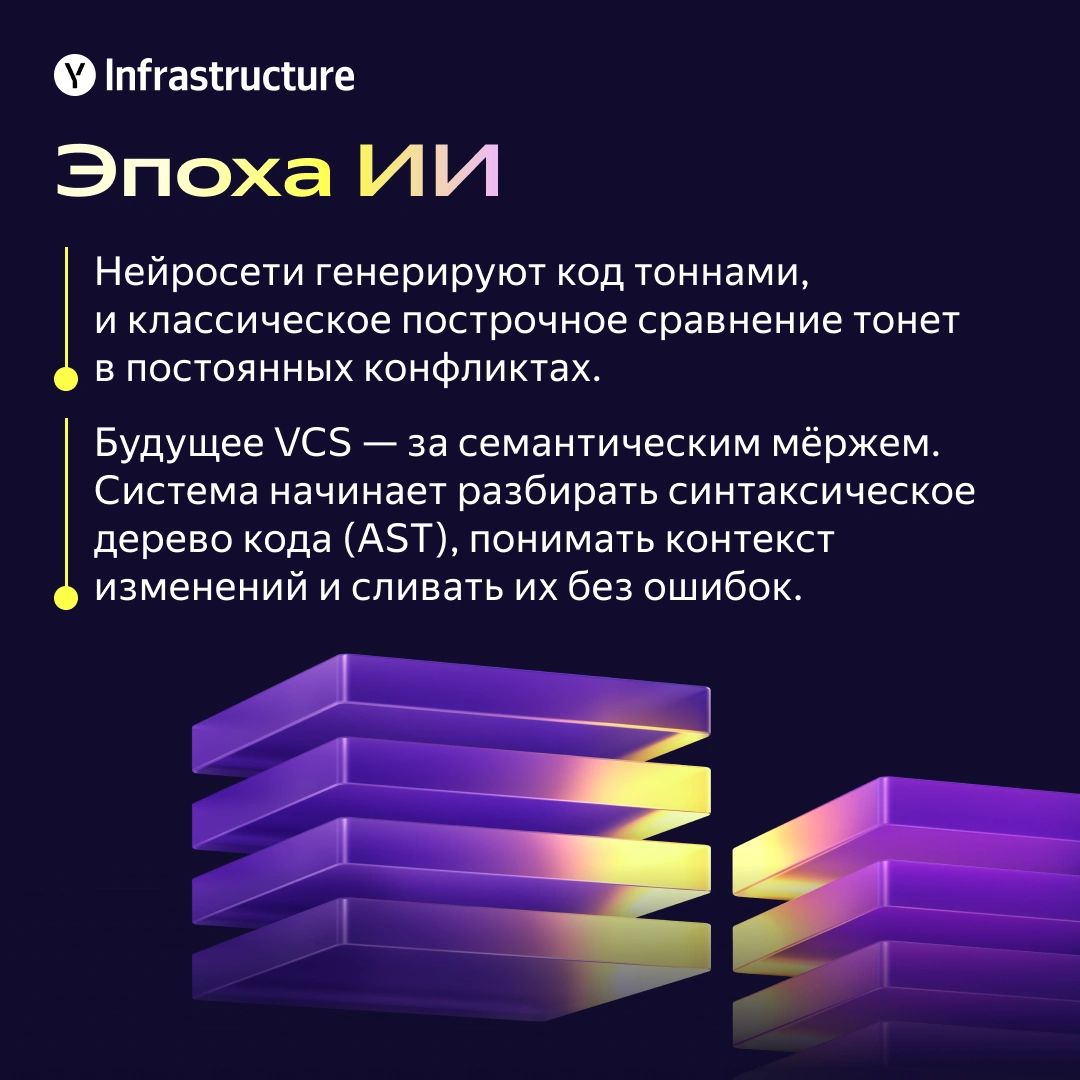 Y Infrastructure
Эпоха ИИ
Нейросети генерируют код тоннами,
и классическое построчное сравнение тонет
в постоянных конфликтах.
Будущее VCS — за семантическим мёржем.
Система начинает разбирать синтаксическое
дерево кода (AST), понимать контекст
изменений и сливать их без ошибок.